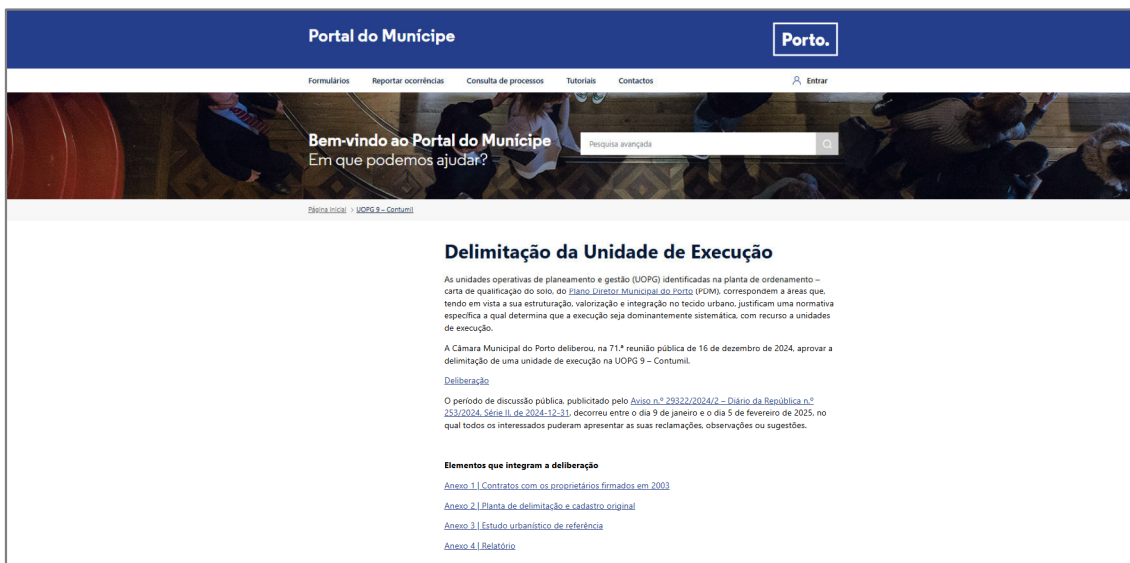 Portal do Munícipe
Porto.
Formulários Reportar ocorrências Consulta de processos Tutoriais Contactos Entrar
Bem-vindo ao Portal do Munícipe
Em que podemos ajudar?
Pesquisa avançada
Página Inicial > UOPG 9 – Contumil
Delimitação da Unidade de Execução
As unidades operativas de planeamento e gestão (UOPG) identificadas na planta de ordenamento –
carta de qualificação do solo, do Plano Diretor Municipal do Porto (PDM), correspondem a áreas que,
tendo em vista a sua estruturação, valorização e integração no tecido urbano, justificam uma normativa
específica a qual determina que a execução seja dominantemente sistemática, com recurso a unidades
de execução.
A Câmara Municipal do Porto deliberou, na 71.ª reunião pública de 16 de dezembro de 2024, aprovar a
delimitação de uma unidade de execução na UOPG 9 – Contumil.
Deliberação
O período de discussão pública, publicitado pelo Aviso n.º 29322/2024/2 – Diário da República n.º
253/2024, Série II, de 2024-12-31, decorreu entre o dia 9 de janeiro e o dia 5 de fevereiro de 2025, no
qual todos os interessados puderam apresentar as suas reclamações, observações ou sugestões.
Elementos que integram a deliberação
Anexo 1 | Contratos com os proprietários firmados em 2003
Anexo 2 | Planta de delimitação e cadastro original
Anexo 3 | Estudo urbanístico de referência
Anexo 4 | Relatório